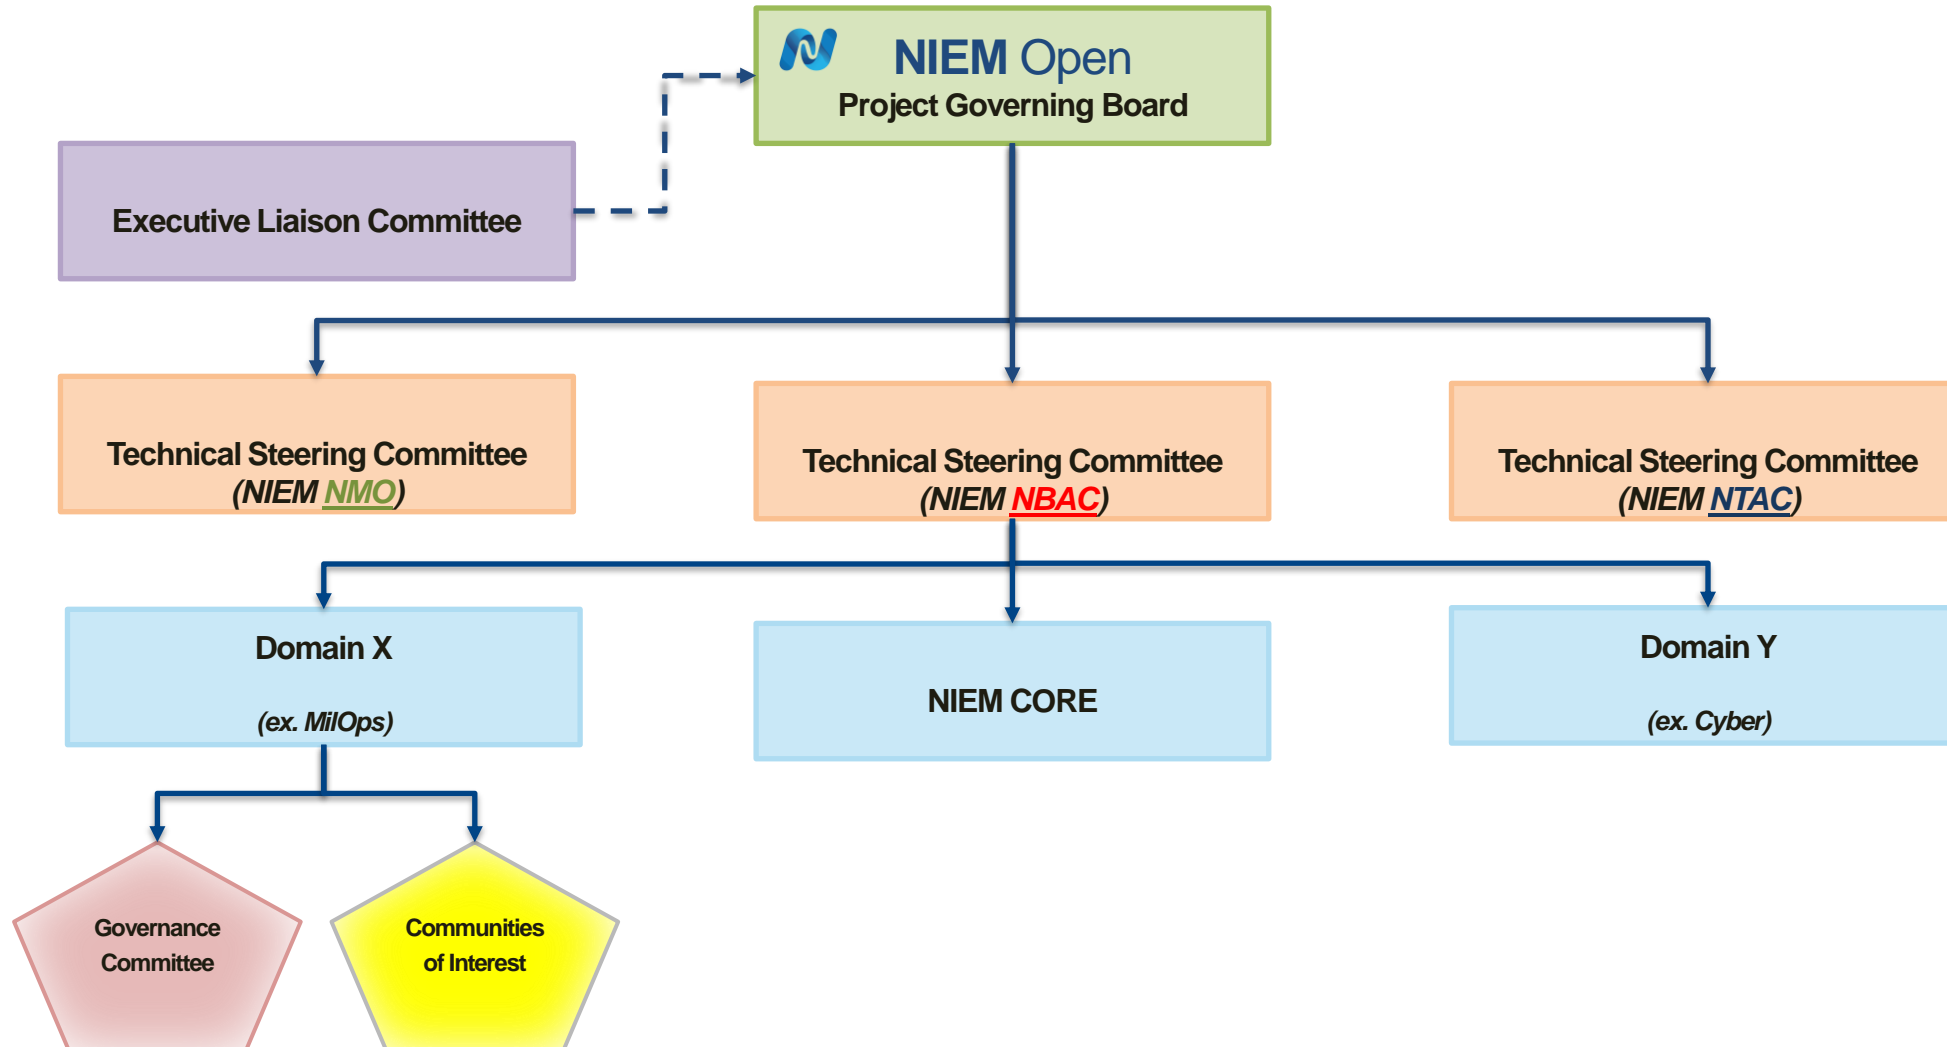 NIEM Open
Project Governing Board
Executive Liaison Committee
Technical Steering Committee
(NIEM NMO)
Technical Steering Committee
(NIEM NBAC)
Technical Steering Committee
(NIEM NTAC)
Domain X
(ex. MilOps)
NIEM CORE
Domain Y
(ex. Cyber)
Governance
Committee
Communities
of Interest